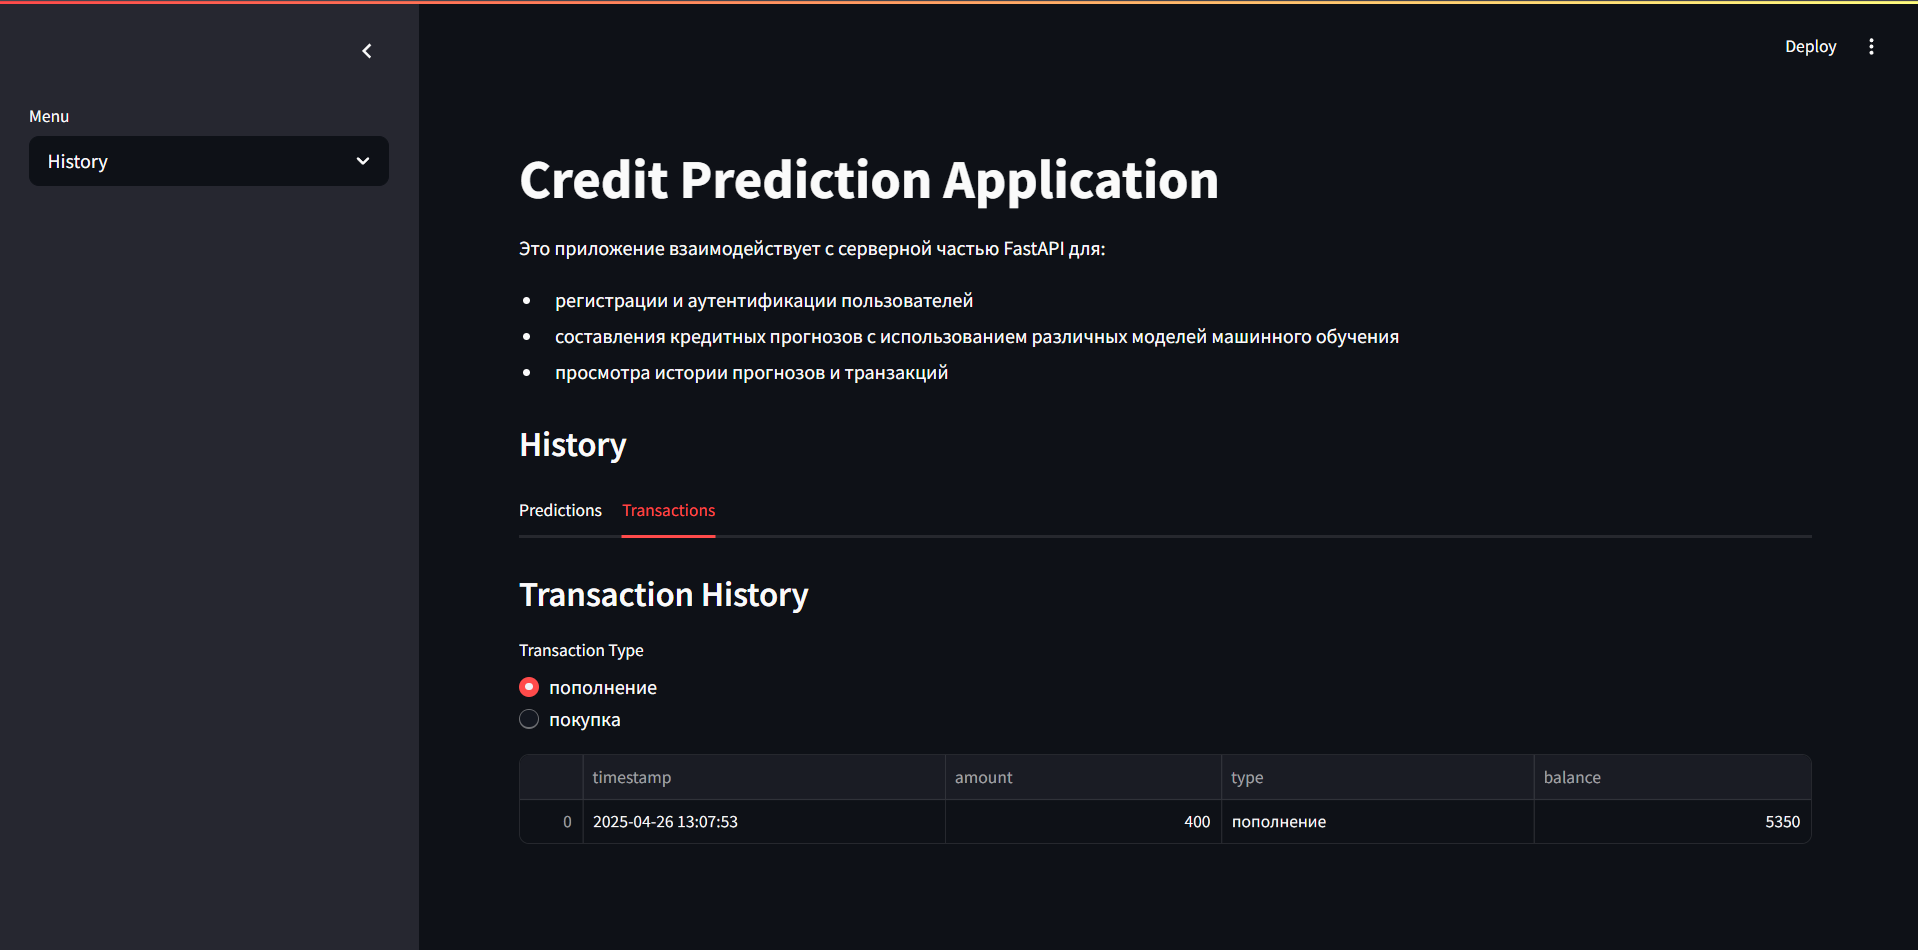 Deploy
Menu
History
Credit Prediction Application
Это приложение взаимодействует с серверной частью FastAPI для:
регистрации и аутентификации пользователей
составления кредитных прогнозов с использованием различных моделей машинного обучения
просмотра истории прогнозов и транзакций
History
Predictions Transactions
Transaction History
Transaction Type
пополнение
покупка
timestamp amount type balance
0 2025-04-26 13:07:53 400 пополнение 5350